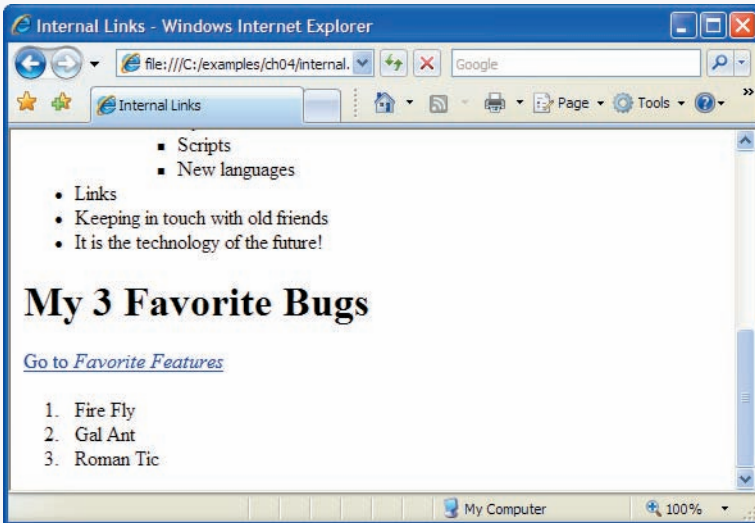 Internal Links - Windows Internet Explorer
file:///C:/examples/ch04/internal.
Google
Internal Links
Page
Tools
Scripts
New languages
Links
Keeping in touch with old friends
It is the technology of the future!
My 3 Favorite Bugs
Go to Favorite Features
1. Fire Fly
2. Gal Ant
3. Roman Tic
My Computer
100%